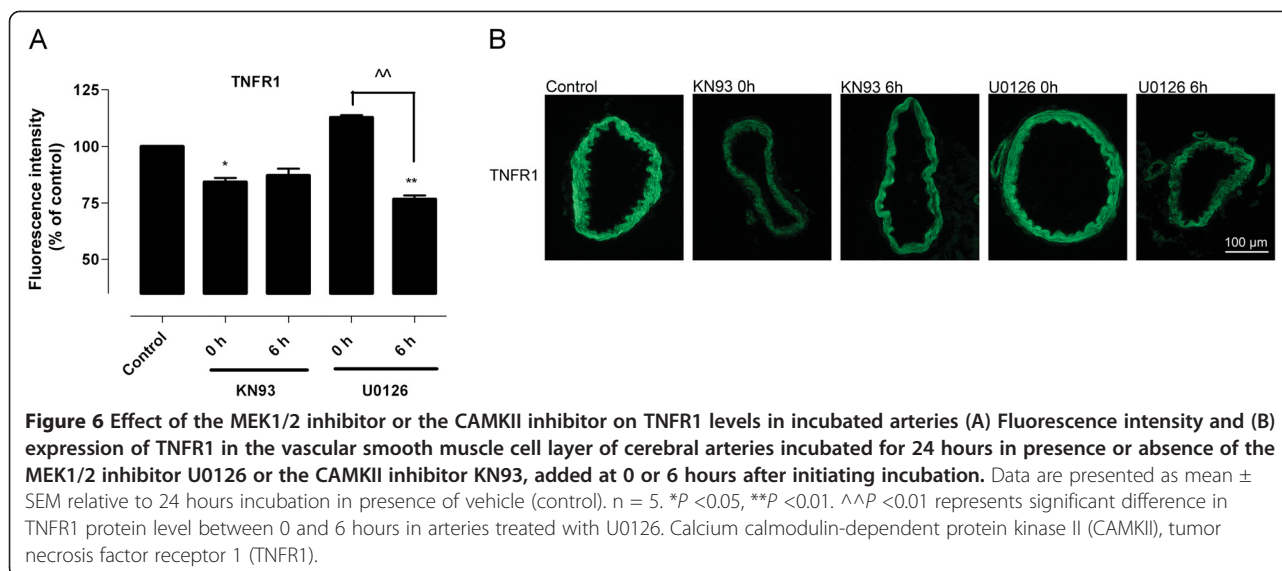 A
TNFR1
^^
125
100
75
50
Fluorescence intensity
(% of control)
*
**
Control
0 h
6 h
0 h
6 h
KN93
U0126
B
Control
KN93 0h
KN93 6h
U0126 0h
U0126 6h
TNFR1
100 µm
Figure 6 Effect of the MEK1/2 inhibitor or the CAMKII inhibitor on TNFR1 levels in incubated arteries (A) Fluorescence intensity and (B)
expression of TNFR1 in the vascular smooth muscle cell layer of cerebral arteries incubated for 24 hours in presence or absence of the
MEK1/2 inhibitor U0126 or the CAMKII inhibitor KN93, added at 0 or 6 hours after initiating incubation. Data are presented as mean ±
SEM relative to 24 hours incubation in presence of vehicle (control). n = 5. *P <0.05, **P <0.01. ^^P <0.01 represents significant difference in
TNFR1 protein level between 0 and 6 hours in arteries treated with U0126. Calcium calmodulin-dependent protein kinase II (CAMKII), tumor
necrosis factor receptor 1 (TNFR1).